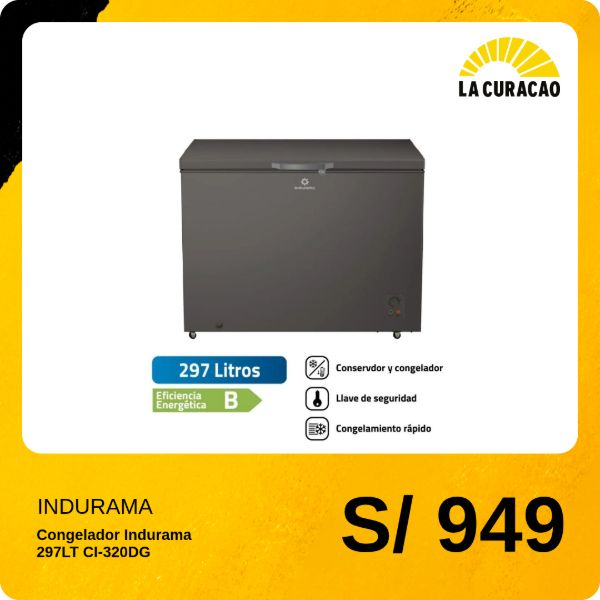 LA CURACAO
INDURAMA
297 Litros
Eficiencia
Energética
B
Conservdor y congelador
Llave de seguridad
Congelamiento rápido
INDURAMA
Congelador Indurama
297LT CI-320DG
S/ 949